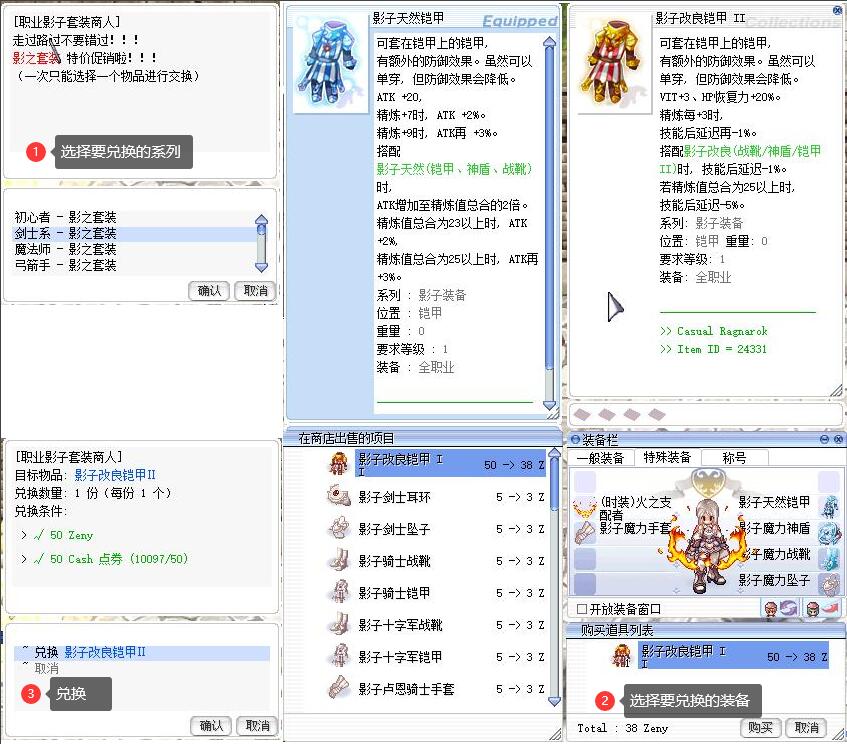 [职业影子套装商人]
走过路过不要错过！！！
影之套装 特价促销啦！！！
（一次只能选择一个物品进行交换）
1 选择要兑换的系列
初心者 - 影之套装
剑士系 - 影之套装
魔法师 - 影之套装
弓箭手 - 影之套装
确认 取消
影子天然铠甲
Equipped
可套在铠甲上的铠甲，
有额外的防御效果。虽然可以
单穿，但防御效果会降低。
ATK +20，
精炼+7时，ATK +2%。
精炼+9时，ATK再 +3%。
搭配
影子天然(铠甲、神盾、战靴)
时，
ATK增加至精炼值总合的2倍。
精炼值总合为23以上时，ATK
+2%，
精炼值总合为25以上时，ATK再
+3%。
系列 : 影子装备
位置 : 铠甲
重量 : 0
要求等级 : 1
装备 : 全职业
影子改良铠甲 II
Collections
可套在铠甲上的铠甲，
有额外的防御效果。虽然可以
单穿，但防御效果会降低。
VIT+3、HP恢复力+20%。
精炼每+3时，
技能后延迟再-1%。
搭配影子改良(战靴/神盾/铠甲
II)时，技能后延迟-1%。
若精炼值总合为25以上时，
技能后延迟-5%。
系列: 影子装备
位置: 铠甲 重量: 0
要求等级: 1
装备: 全职业
>> Casual Ragnarok
>> Item ID = 24331
[职业影子套装商人]
目标物品: 影子改良铠甲II
兑换数量: 1 份（每份 1 个）
兑换条件:
> √ 50 Zeny
> √ 50 Cash 点券 (10097/50)
~ 兑换 影子改良铠甲II
~ 取消
3 兑换
确认 取消
在商店出售的项目
影子改良铠甲 I
I
50 -> 38 Z
影子剑士耳环 5 -> 3 Z
影子剑士坠子 5 -> 3 Z
影子骑士战靴 5 -> 3 Z
影子骑士铠甲 5 -> 3 Z
影子十字军战靴 5 -> 3 Z
影子十字军铠甲 5 -> 3 Z
影子卢恩骑士手套 5 -> 3 Z
装备栏
一般装备 特殊装备 称号
(时装)火之支
配者
影子魔力手套
影子天然铠甲
影子魔力神盾
影子魔力战靴
影子魔力坠子
开放装备窗口
购买道具列表
影子改良铠甲 I
I
50 -> 38 Z
2 选择要兑换的装备
Total : 38 Zeny
购买 取消